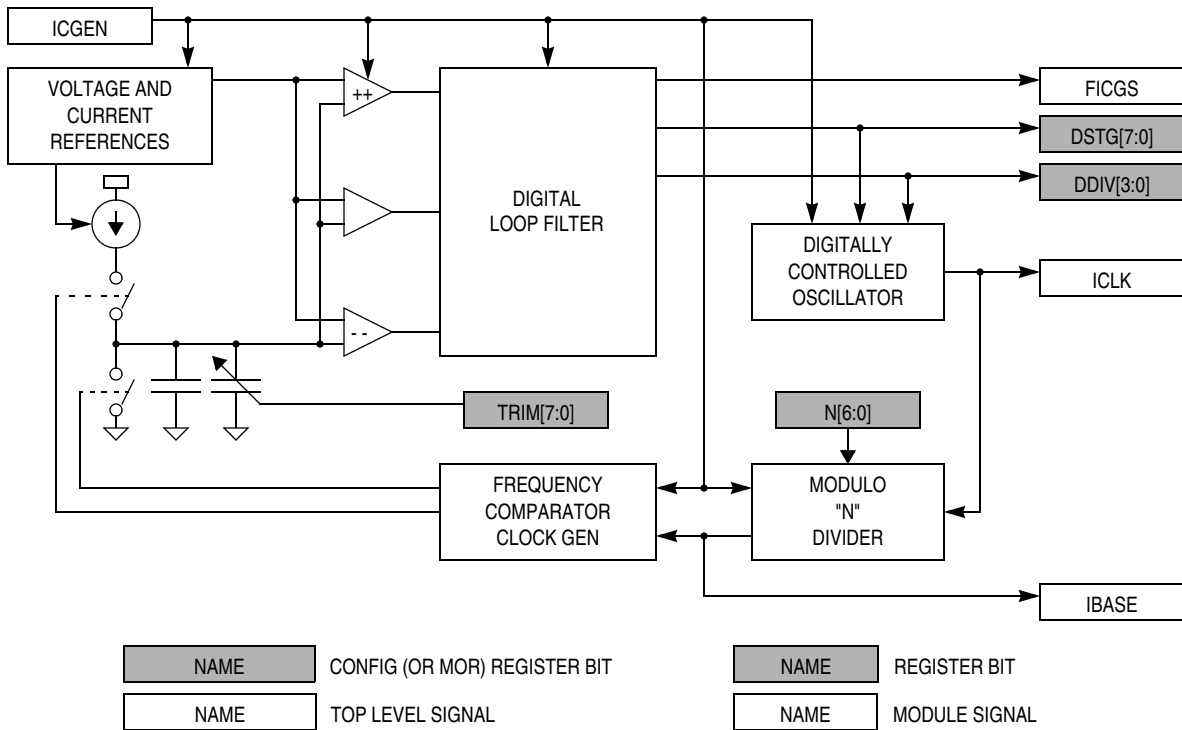 ICGEN
VOLTAGE AND
CURRENT
REFERENCES
++
- -
DIGITAL
LOOP FILTER
FICGS
DSTG[7:0]
DDIV[3:0]
DIGITALLY
CONTROLLED
OSCILLATOR
ICLK
TRIM[7:0]
N[6:0]
FREQUENCY
COMPARATOR
CLOCK GEN
MODULO
"N"
DIVIDER
IBASE
NAME CONFIG (OR MOR) REGISTER BIT
NAME REGISTER BIT
NAME TOP LEVEL SIGNAL
NAME MODULE SIGNAL